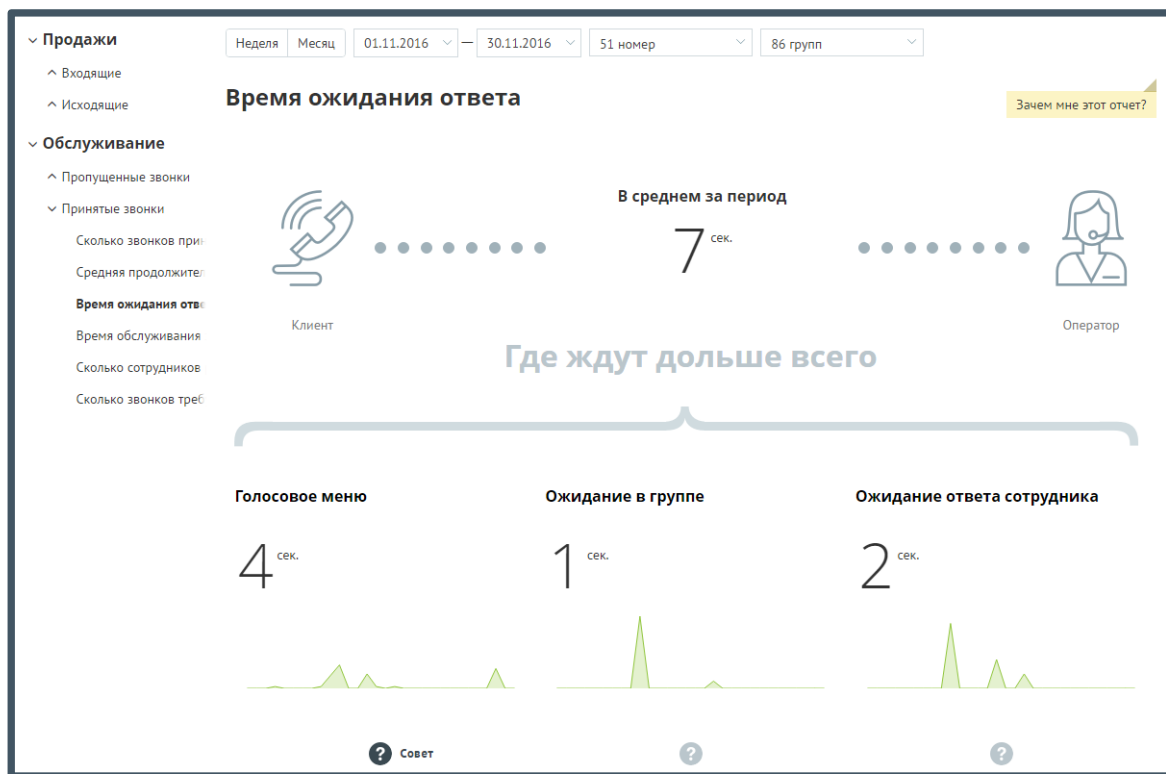 Продажи
Входящие
Исходящие
Обслуживание
Пропущенные звонки
Принятые звонки
Сколько звонков при
Средняя продолжител
Время ожидания отве
Время обслуживания
Сколько сотрудников
Сколько звонков треб
Неделя Месяц 01.11.2016 — 30.11.2016 51 номер 86 групп
Время ожидания ответа
Зачем мне этот отчет?
В среднем за период
7 сек.
Клиент
Оператор
Где ждут дольше всего
Голосовое меню
4 сек.
Ожидание в группе
1 сек.
Ожидание ответа сотрудника
2 сек.
? Совет
?
?